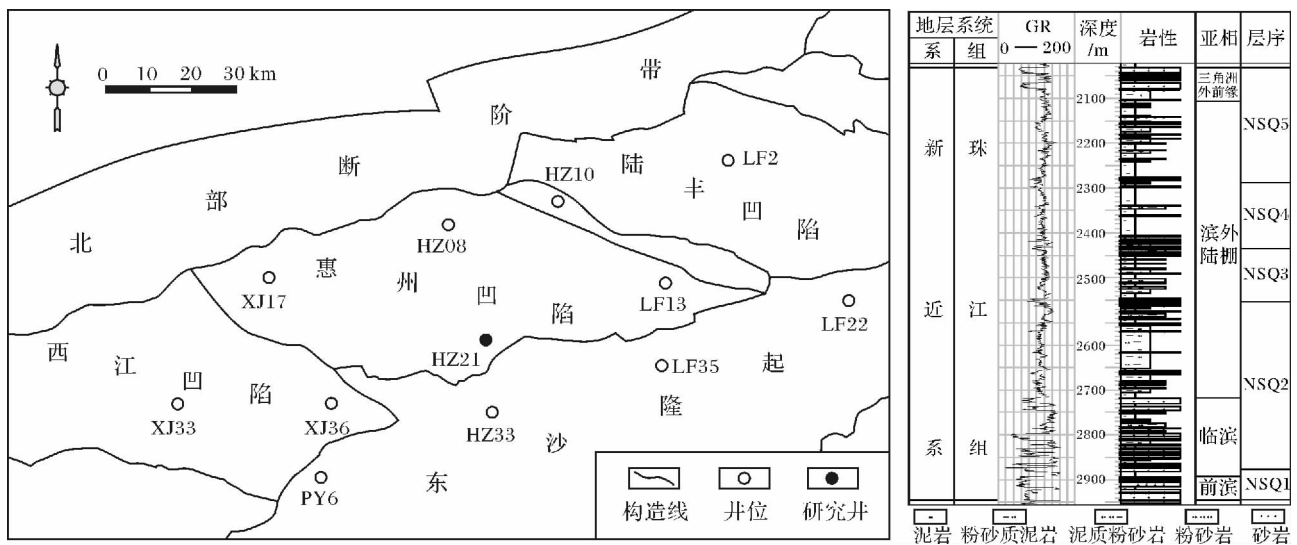 0 10 20 30 km
北部断阶带
陆丰凹陷
惠州凹陷
西江凹陷
东沙隆起
LF2
HZ10
HZ08
XJ17
LF13
LF22
HZ21
LF35
XJ33
XJ36
HZ33
PY6
构造线 井位 研究井
地层系统 GR 深度 岩性 亚相 层序
系 组 0 — 200 /m
新近系
珠江组
2100
2200
2300
2400
2500
2600
2700
2800
2900
三角洲
外前缘
滨外
陆棚
临滨
前滨
NSQ5
NSQ4
NSQ3
NSQ2
NSQ1
泥岩 粉砂质泥岩 泥质粉砂岩 粉砂岩 砂岩